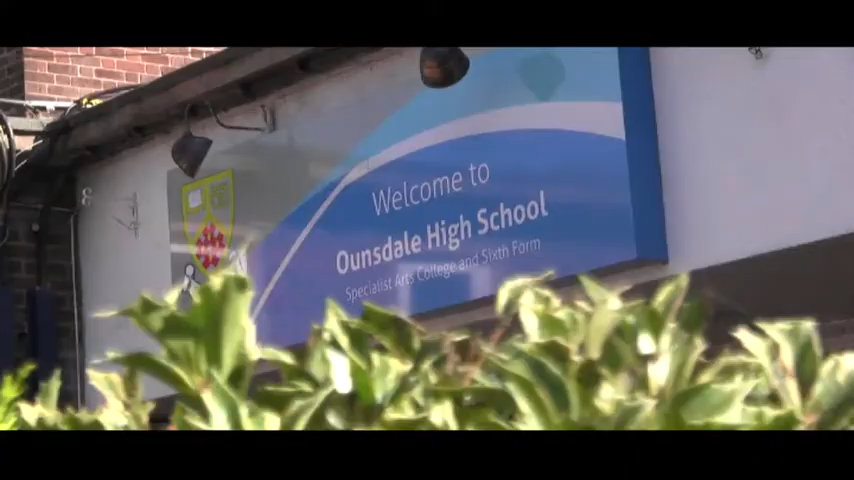 Welcome to
Ounsdale High School
Specialist Arts College and Sixth Form